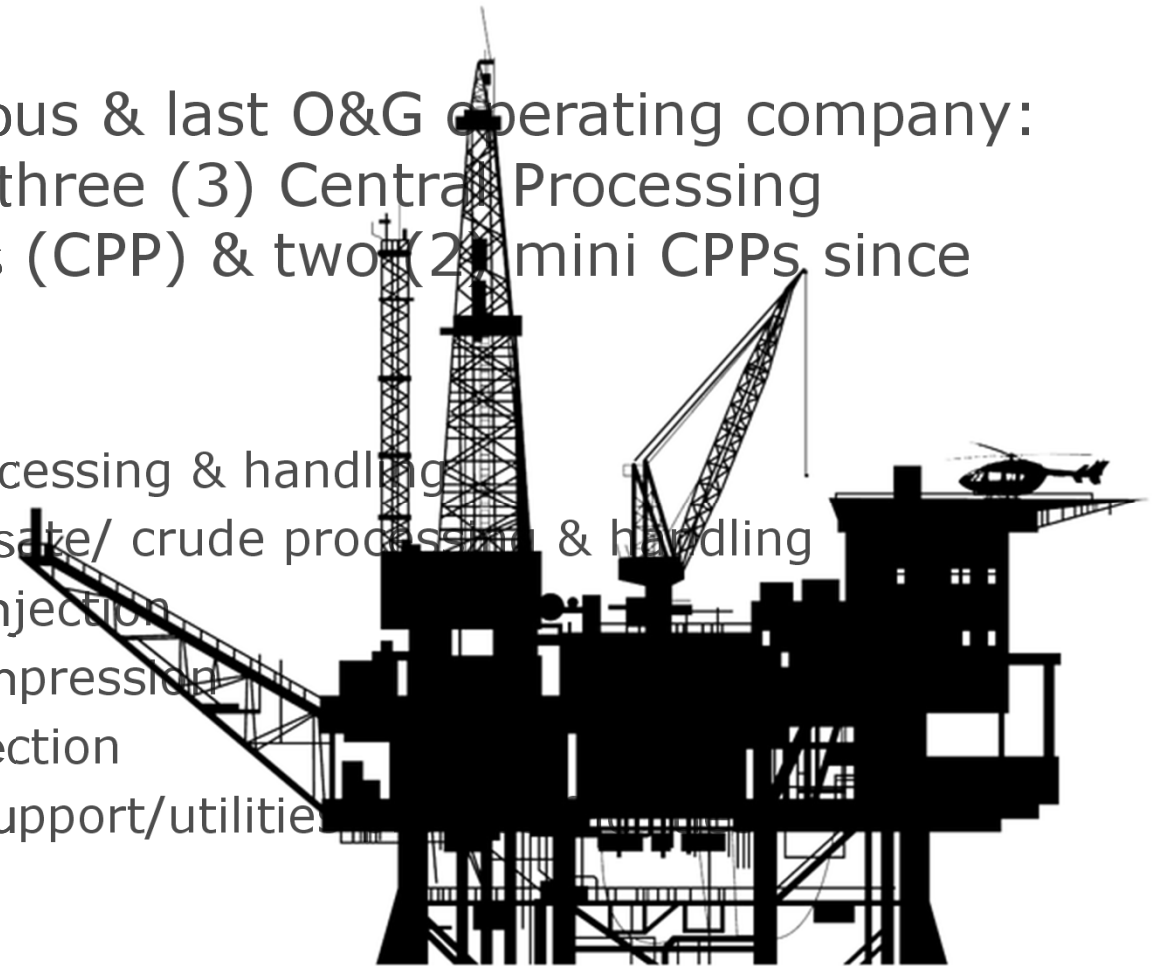 ous & last O&G operating company:
three (3) Central Processing
s (CPP) & two (2) mini CPPs since
cessing & handling
sate/ crude processing & handling
njection
mpression
ection
upport/utilities